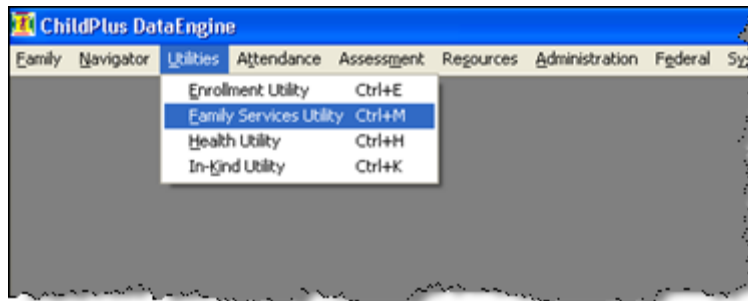 ChildPlus DataEngine
Family Navigator Utilities Attendance Assessment Resources Administration Federal
Enrollment Utility Ctrl+E
Family Services Utility Ctrl+M
Health Utility Ctrl+H
In-Kind Utility Ctrl+K